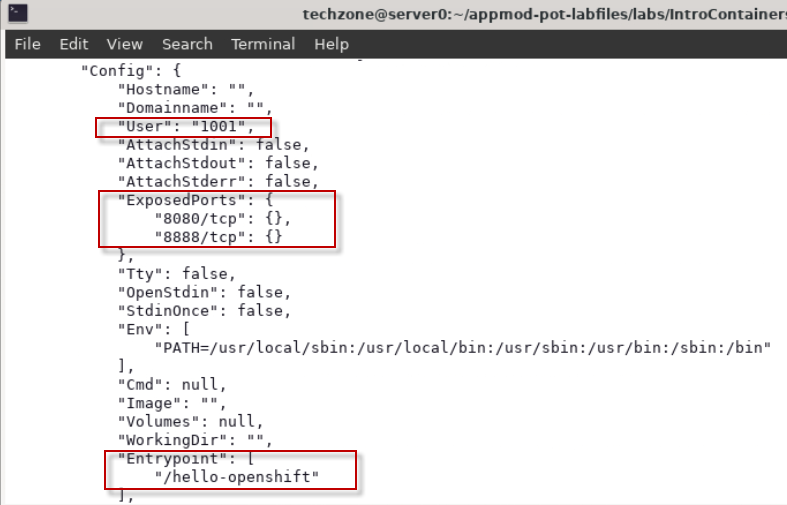 techzone@server0:~/appmod-pot-labfiles/labs/IntroContainers
File Edit View Search Terminal Help
"Config": {
"Hostname": "",
"Domainname": "",
"User": "1001",
"AttachStdin": false,
"AttachStdout": false,
"AttachStderr": false,
"ExposedPorts": {
"8080/tcp": {},
"8888/tcp": {}
},
"Tty": false,
"OpenStdin": false,
"StdinOnce": false,
"Env": [
"PATH=/usr/local/sbin:/usr/local/bin:/usr/sbin:/usr/bin:/sbin:/bin"
],
"Cmd": null,
"Image": "",
"Volumes": null,
"WorkingDir": "",
"Entrypoint": [
"/hello-openshift"
],